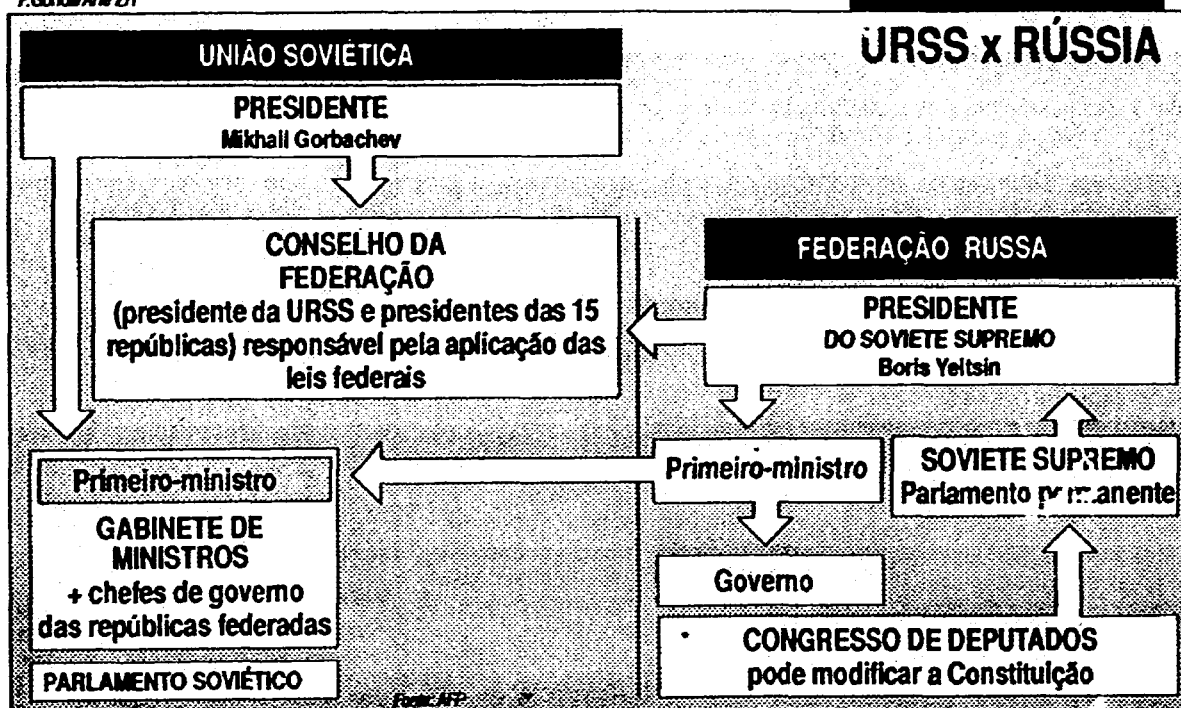 URSS x RÚSSIA
UNIÃO SOVIÉTICA
PRESIDENTE
Mikhail Gorbachev
CONSELHO DA
FEDERAÇÃO
(presidente da URSS e presidentes das 15
repúblicas) responsável pela aplicação das
leis federais
Primeiro-ministro
GABINETE DE
MINISTROS
+ chefes de governo
das repúblicas federadas
PARLAMENTO SOVIÉTICO
Fonte: AFP
FEDERAÇÃO RUSSA
PRESIDENTE
DO SOVIETE SUPREMO
Boris Yeltsin
Primeiro-ministro
Governo
SOVIETE SUPREMO
Parlamento permanente
CONGRESSO DE DEPUTADOS
pode modificar a Constituição